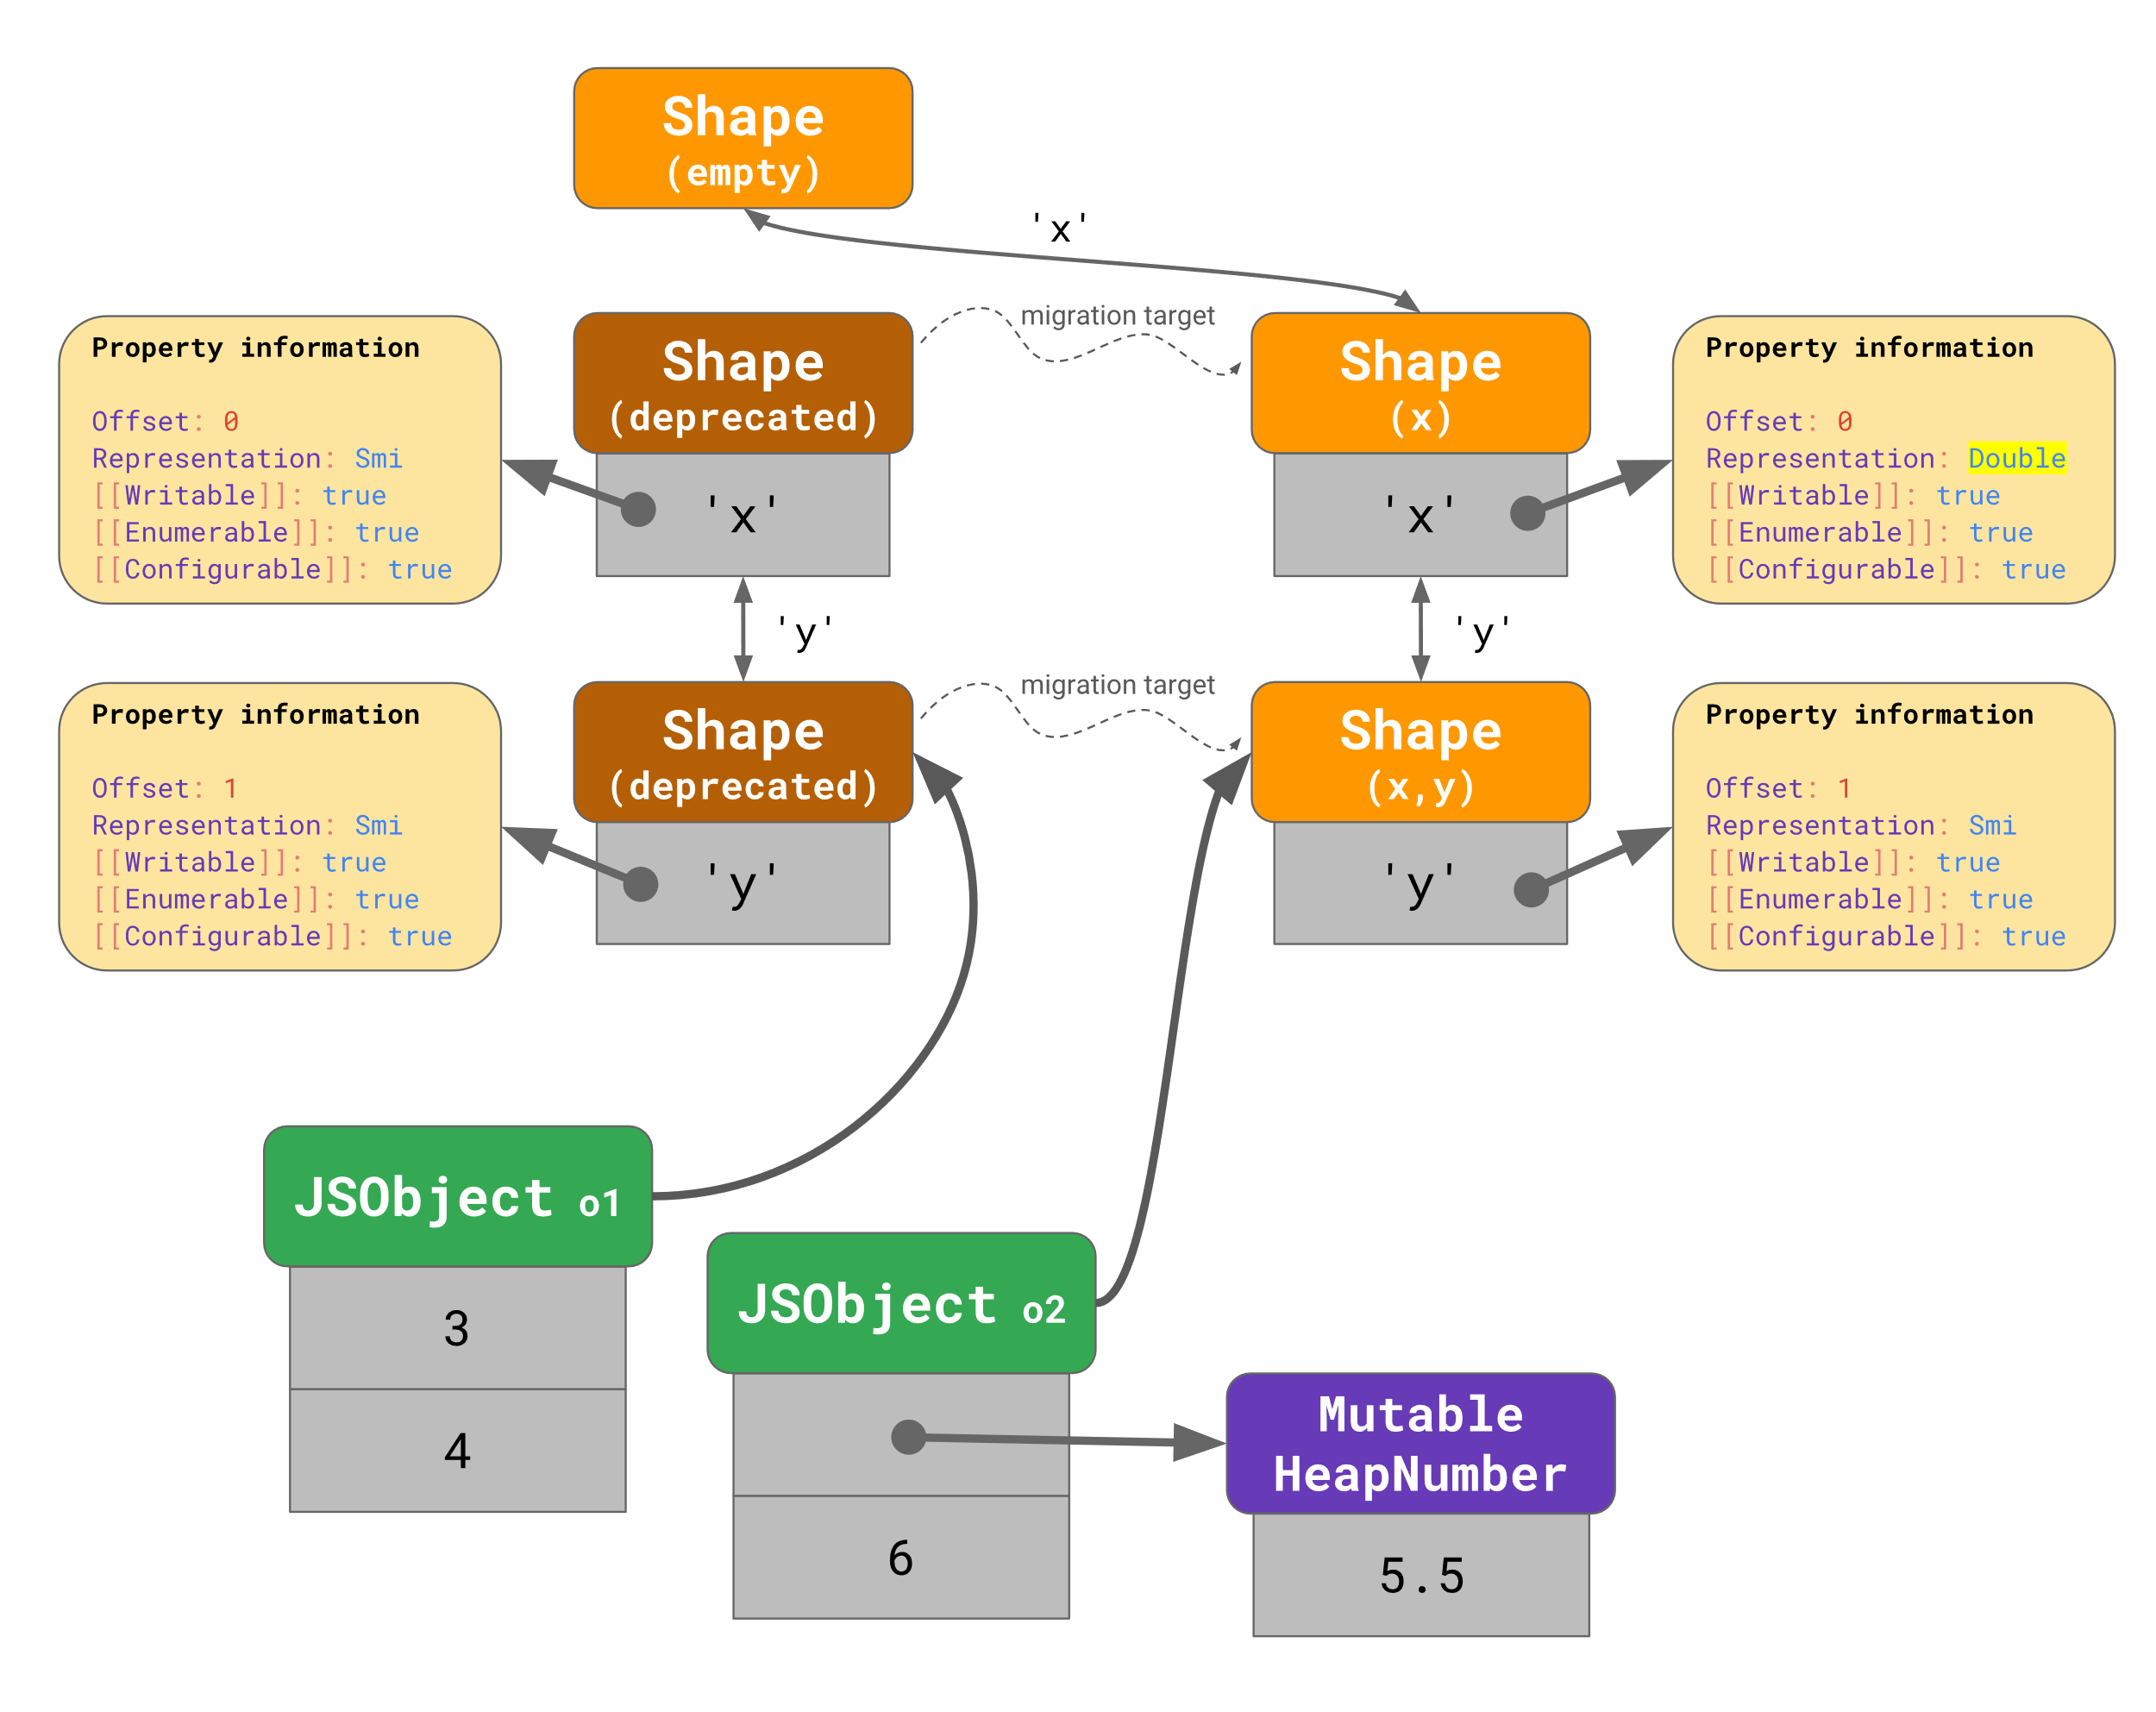 Shape
(empty)
'x'
Property information
Offset: 0
Representation: Smi
[[Writable]]: true
[[Enumerable]]: true
[[Configurable]]: true
Shape
(deprecated)
'x'
migration target
Shape
(x)
'x'
Property information
Offset: 0
Representation: Double
[[Writable]]: true
[[Enumerable]]: true
[[Configurable]]: true
'y'
'y'
Property information
Offset: 1
Representation: Smi
[[Writable]]: true
[[Enumerable]]: true
[[Configurable]]: true
Shape
(deprecated)
'y'
migration target
Shape
(x,y)
'y'
Property information
Offset: 1
Representation: Smi
[[Writable]]: true
[[Enumerable]]: true
[[Configurable]]: true
JSObject o1
3
4
JSObject o2
6
Mutable
HeapNumber
5.5